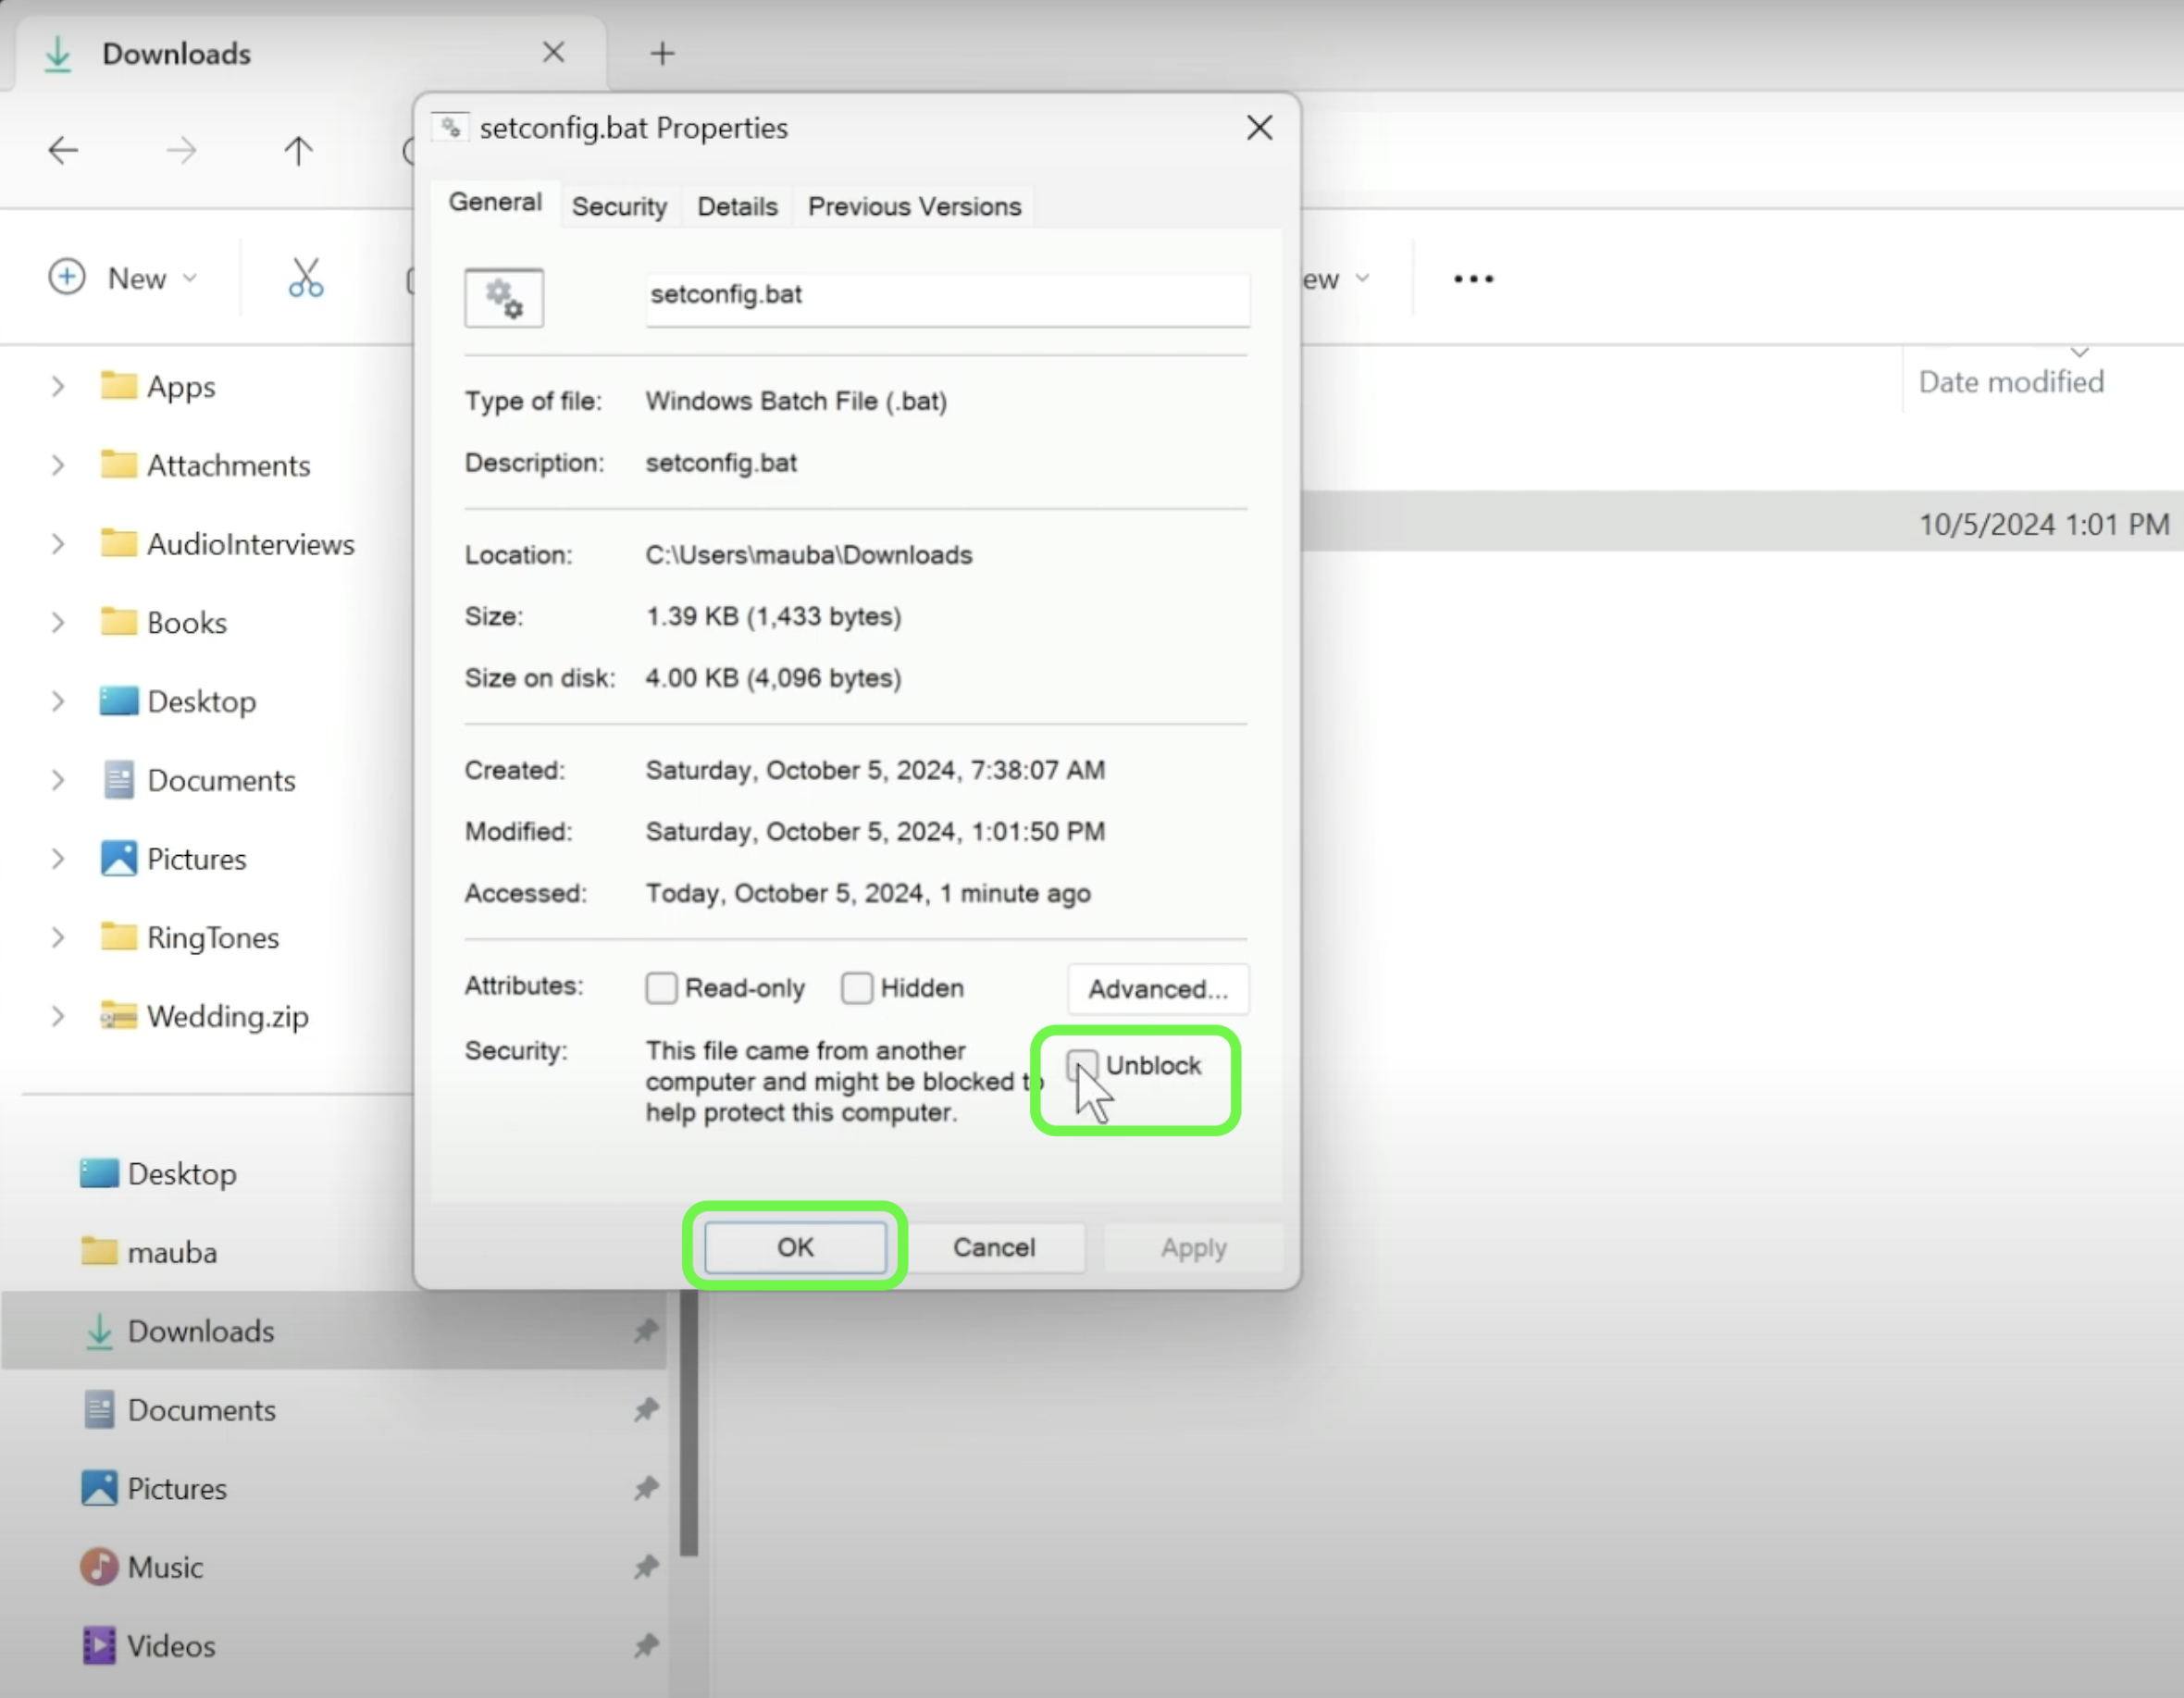 Downloads
setconfig.bat Properties
General Security Details Previous Versions
New
setconfig.bat
ew
Apps
Type of file: Windows Batch File (.bat)
Date modified
Attachments
Description: setconfig.bat
10/5/2024 1:01 PM
AudioInterviews
Location: C:\Users\mauba\Downloads
Books
Size: 1.39 KB (1,433 bytes)
Desktop
Size on disk: 4.00 KB (4,096 bytes)
Documents
Created: Saturday, October 5, 2024, 7:38:07 AM
Pictures
Modified: Saturday, October 5, 2024, 1:01:50 PM
Accessed: Today, October 5, 2024, 1 minute ago
RingTones
Attributes: Read-only Hidden Advanced...
Wedding.zip
Security: This file came from another
computer and might be blocked to
help protect this computer.
Unblock
Desktop
OK Cancel Apply
mauba
Downloads
Documents
Pictures
Music
Videos